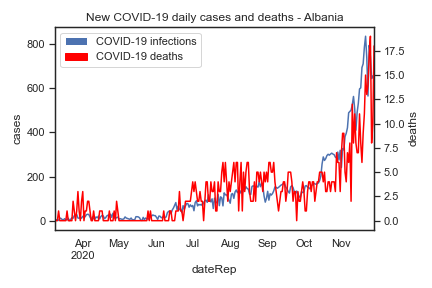 New COVID-19 daily cases and deaths - Albania
COVID-19 infections
COVID-19 deaths
800
600
400
200
0
cases
17.5
15.0
12.5
10.0
7.5
5.0
2.5
0.0
deaths
Apr May Jun Jul Aug Sep Oct Nov
2020
dateRep